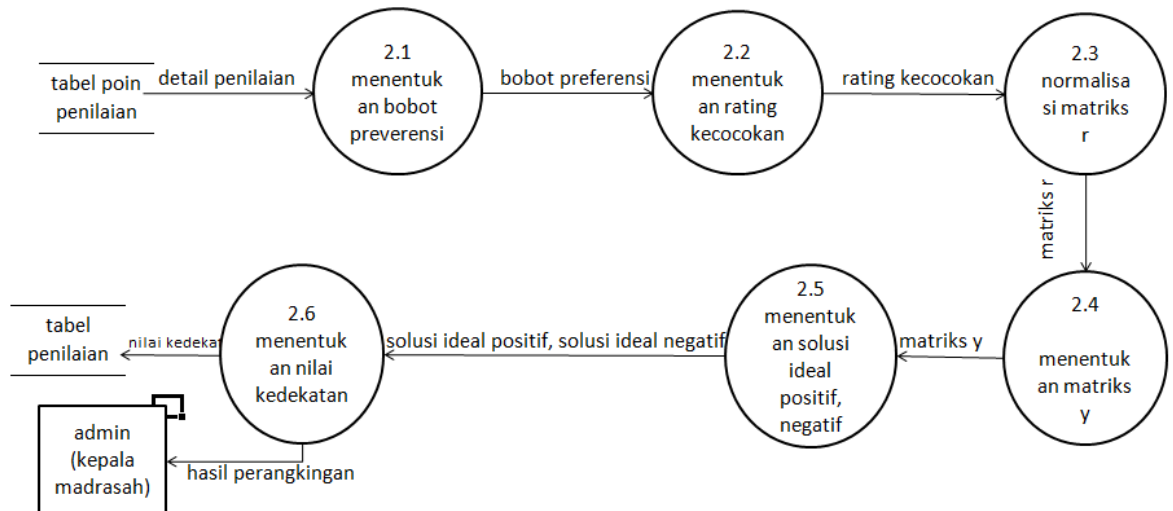 tabel poin
penilaian
detail penilaian
2.1
menentuk
an bobot
preverensi
bobot preferensi
2.2
menentuk
an rating
kecocokan
rating kecocokan
2.3
normalisa
si matriks
r
matriks r
2.4
menentuk
an matriks
y
matriks y
2.5
menentuk
an solusi
ideal
positif,
negatif
solusi ideal positif, solusi ideal negatif
2.6
menentuk
an nilai
kedekatan
nilai kedekat
tabel
penilaian
hasil perangkingan
admin
(kepala
madrasah)